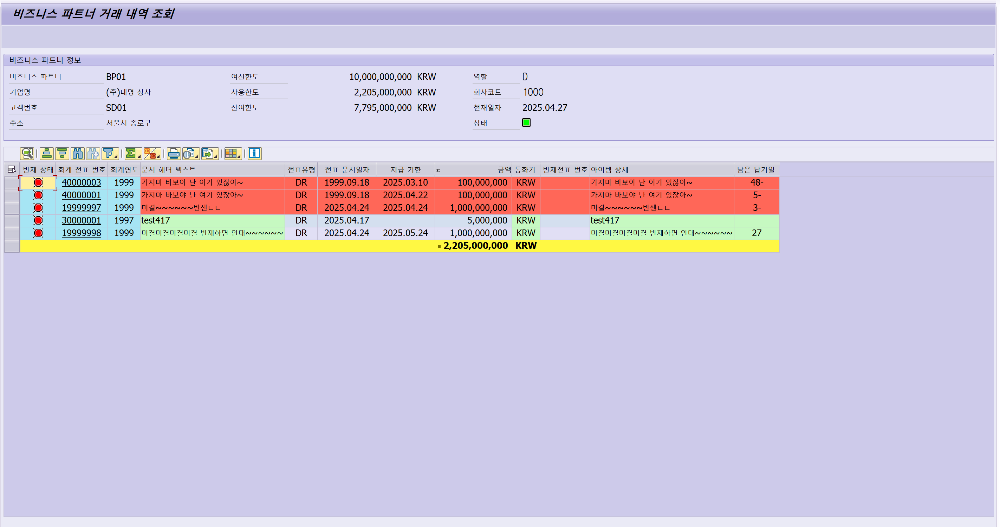 비즈니스 파트너 거래 내역 조회
비즈니스 파트너 정보
비즈니스 파트너 BP01 여신한도 10,000,000,000 KRW 역할 D
기업명 (주)대명 상사 사용한도 2,205,000,000 KRW 회사코드 1000
고객번호 SD01 잔여한도 7,795,000,000 KRW 현재일자 2025.04.27
주소 서울시 종로구 상태
반제 상태 회계 전표 번호 회계연도 문서 헤더 텍스트 전표유형 전표 문서일자 지급 기한 Σ 금액 통화키 반제전표 번호 아이템 상세 남은 납기일
40000003 1999 가지마 바보야 난 여기 있잖아~ DR 1999.09.18 2025.03.10 100,000,000 KRW 가지마 바보야 난 여기 있잖아~ 48-
40000001 1999 가지마 바보야 난 여기 있잖아~ DR 1999.09.18 2025.04.22 100,000,000 KRW 가지마 바보야 난 여기 있잖아~ 5-
19999997 1999 미결~~~~~~반젠ㄴㄴ DR 2025.04.24 2025.04.24 1,000,000,000 KRW 미결~~~~~~반젠ㄴㄴ 3-
30000001 1997 test417 DR 2025.04.17 5,000,000 KRW test417
19999998 1999 미결미결미결미결 반제하면 안대~~~~~~ DR 2025.04.24 2025.05.24 1,000,000,000 KRW 미결미결미결미결 반제하면 안대~~~~~~ 27
2,205,000,000 KRW